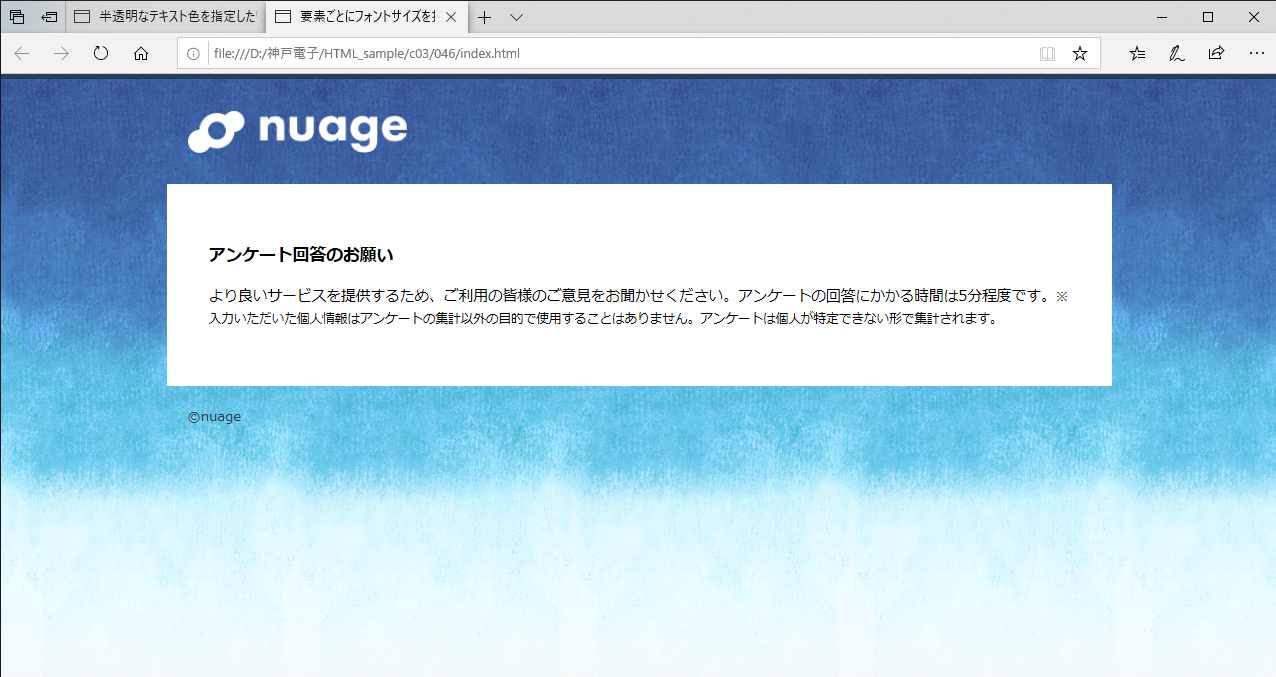 半透明なテキスト色を指定した
要素ごとにフォントサイズを
file:///D:/神戸電子/HTML_sample/c03/046/index.html
nuage
アンケート回答のお願い
より良いサービスを提供するため、ご利用の皆様のご意見をお聞かせください。アンケートの回答にかかる時間は5分程度です。※
入力いただいた個人情報はアンケートの集計以外の目的で使用することはありません。アンケートは個人が特定できない形で集計されます。
©nuage